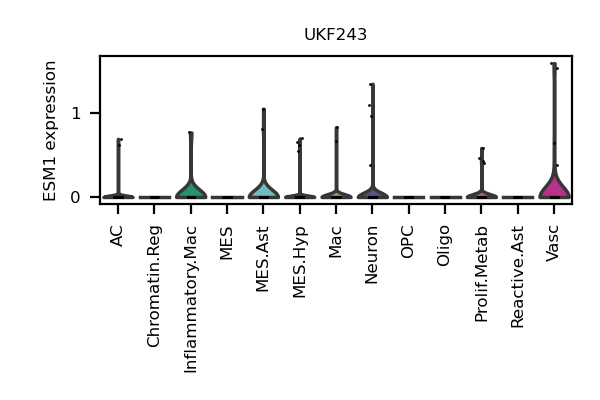 UKF243
ESM1 expression
1
0
AC
Chromatin.Reg
Inflammatory.Mac
MES
MES.Ast
MES.Hyp
Mac
Neuron
OPC
Oligo
Prolif.Metab
Reactive.Ast
Vasc